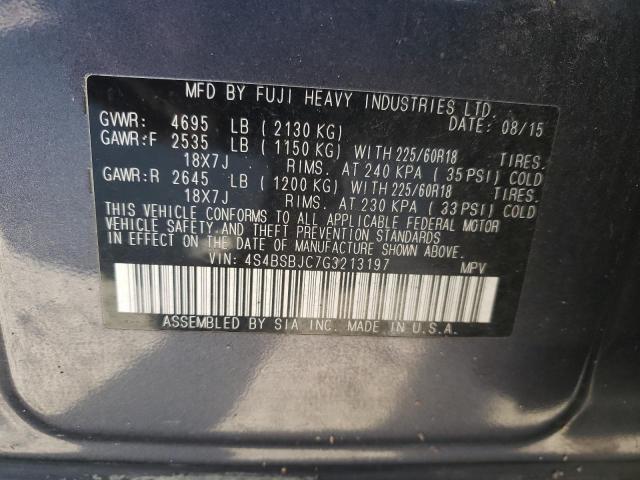 MFD BY FUJI HEAVY INDUSTRIES LTD.
GVWR: 4695 LB ( 2130 KG) DATE: 08/15
GAWR:F 2535 LB ( 1150 KG) WITH 225/60R18 TIRES.
18X7J RIMS. AT 240 KPA ( 35 PSI) COLD
GAWR:R 2645 LB ( 1200 KG) WITH 225/60R18 TIRES.
18X7J RIMS. AT 230 KPA ( 33 PSI) COLD
THIS VEHICLE CONFORMS TO ALL APPLICABLE FEDERAL MOTOR
VEHICLE SAFETY AND THEFT PREVENTION STANDARDS
IN EFFECT ON THE DATE OF MANUFACTURE SHOWN ABOVE.
VIN: 4S4BSBJC7G3213197 MPV
ASSEMBLED BY SIA INC. MADE IN U.S.A.